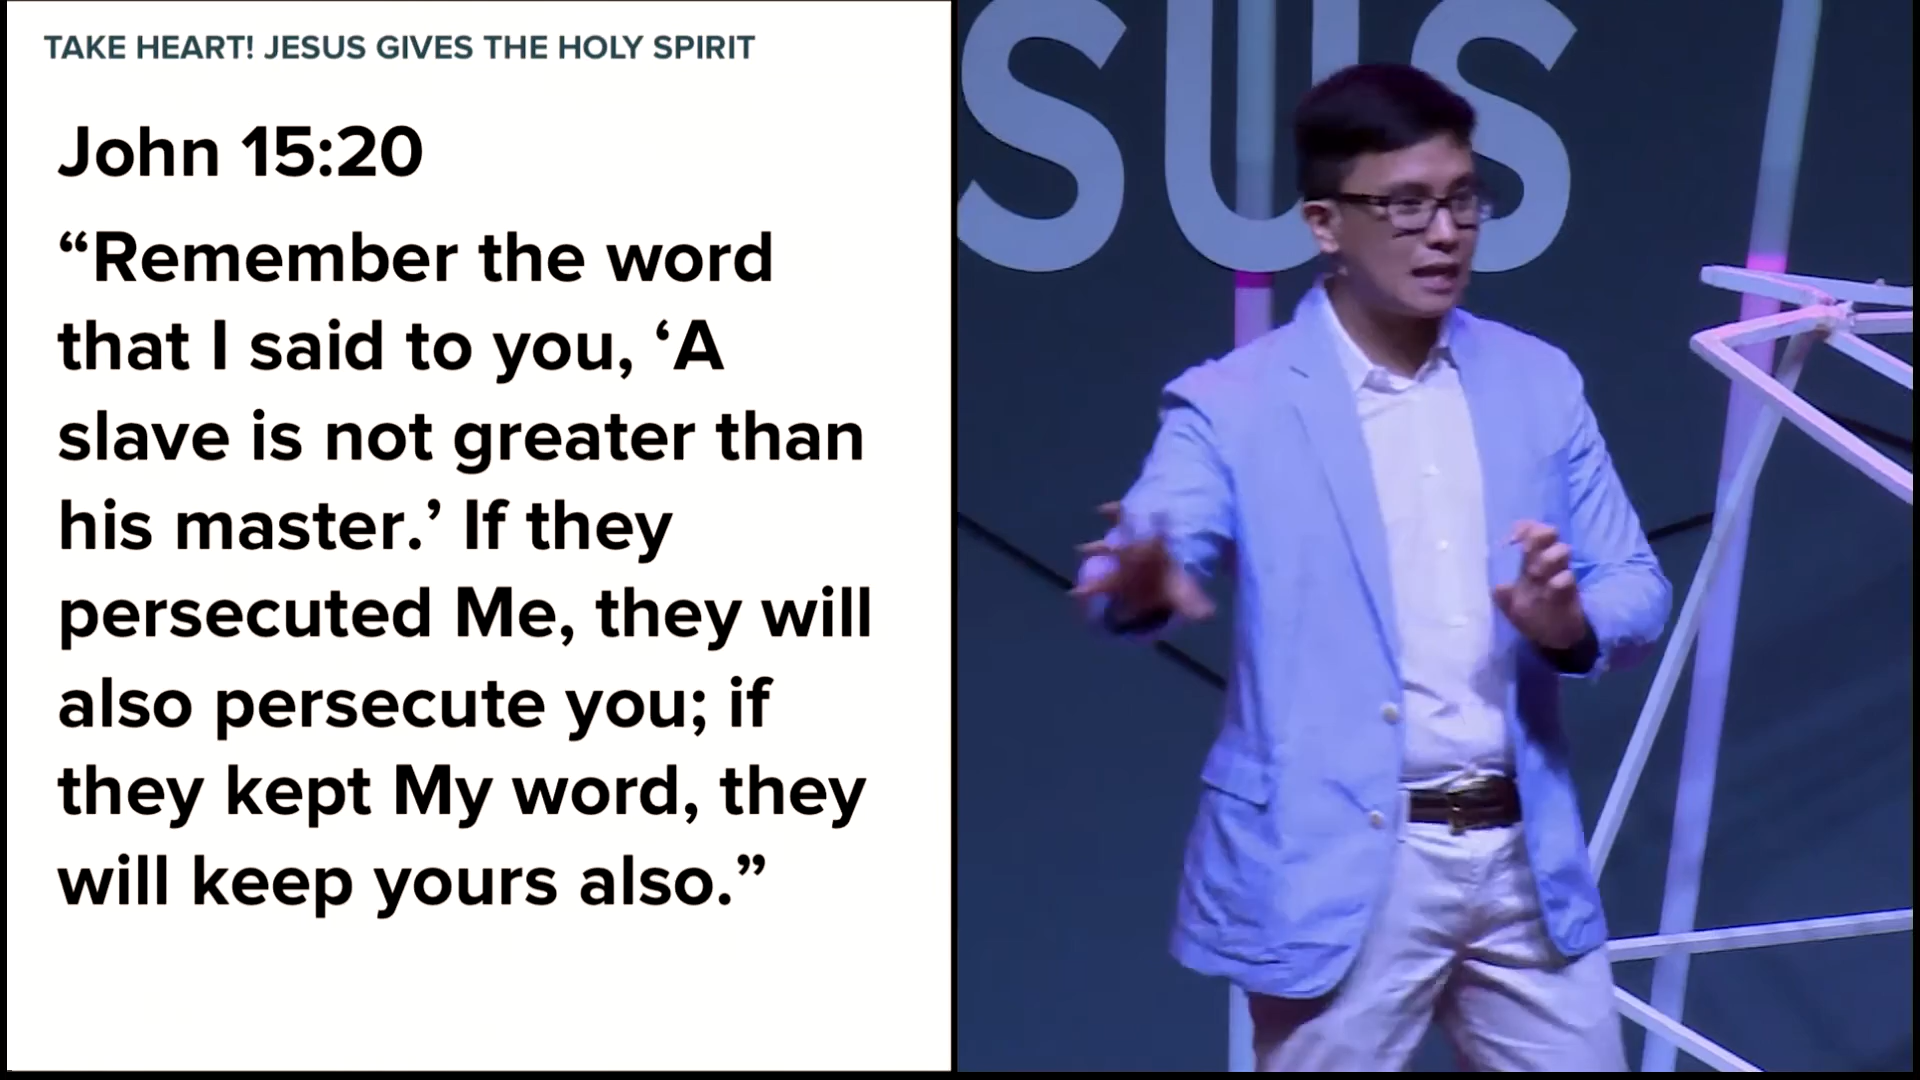 TAKE HEART! JESUS GIVES THE HOLY SPIRIT
John 15:20
“Remember the word
that I said to you, ‘A
slave is not greater than
his master.’ If they
persecuted Me, they will
also persecute you; if
they kept My word, they
will keep yours also.”
SUS